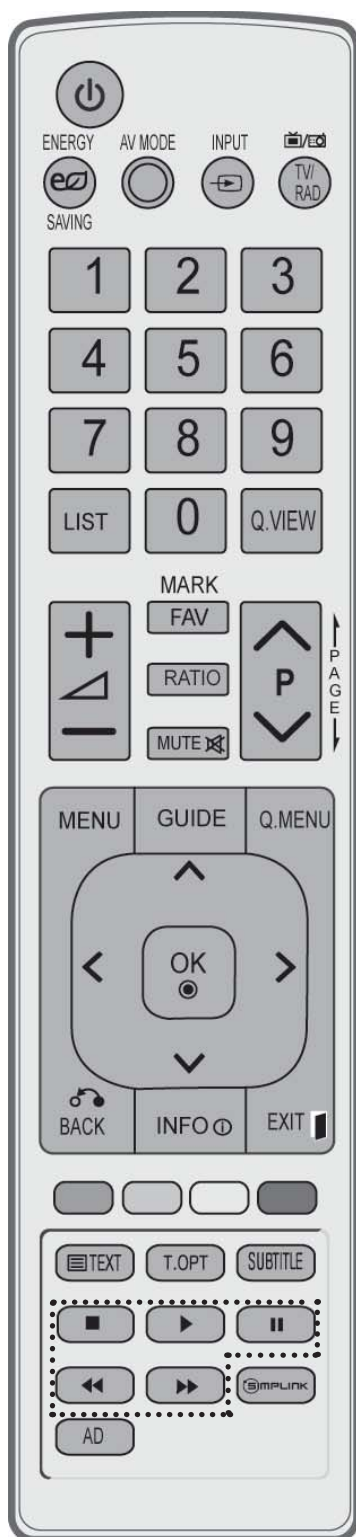 ENERGY AV MODE INPUT
TV/
RAD
SAVING
1 2 3
4 5 6
7 8 9
LIST 0 Q.VIEW
MARK
FAV
RATIO
MUTE
P
PAGE
MENU GUIDE Q.MENU
OK
BACK INFO EXIT
TEXT T.OPT SUBTITLE
SIMPLINK
AD